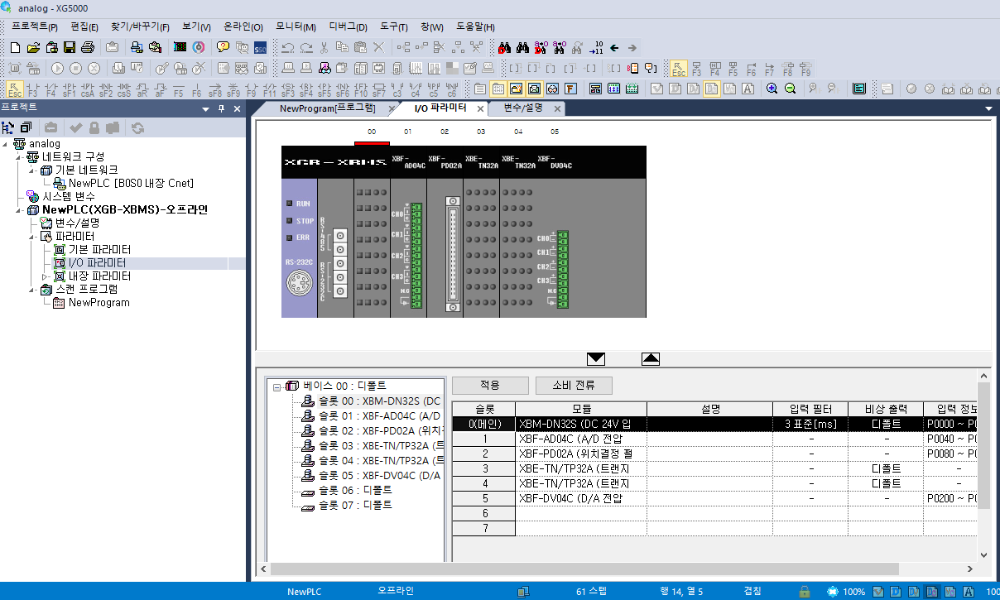 analog - XG5000
프로젝트(P) 편집(E) 찾기/바꾸기(F) 보기(V) 온라인(O) 모니터(M) 디버그(D) 도구(T) 창(W) 도움말(H)
Esc F3 F4 F5 F6 F7 F8 F9
Esc F3 F4 sF1 sF2 F5 F6 sF8 sF9 F9 F11 sF3 sF4 sF5 sF6 F10 sF7 c3 c4 c5 c6
프로젝트
NewProgram[프로그램] I/O 파라미터 변수/설명
analog
네트워크 구성
기본 네트워크
NewPLC [B0S0 내장 Cnet]
시스템 변수
NewPLC(XGB-XBMS)-오프라인
변수/설명
파라미터
기본 파라미터
I/O 파라미터
내장 파라미터
스캔 프로그램
NewProgram
00 01 02 03 04 05
XGB-XBMS XBF-AD04C XBF-PD02A XBE-TN32A XBE-TN32A XBF-DV04C
RUN
STOP
ERR
RS-232C
RS-485
RS-232C
CH0
CH1
CH2
CH3
N.C
CH0
CH1
CH2
CH3
N.C
베이스 00 : 디폴트
슬롯 00 : XBM-DN32S (DC
슬롯 01 : XBF-AD04C (A/D
슬롯 02 : XBF-PD02A (위치
슬롯 03 : XBE-TN/TP32A (트
슬롯 04 : XBE-TN/TP32A (트
슬롯 05 : XBF-DV04C (D/A
슬롯 06 : 디폴트
슬롯 07 : 디폴트
적용 소비 전류
슬롯 모듈 설명 입력 필터 비상 출력 입력 정보
0(메인) XBM-DN32S (DC 24V 입 3 표준[ms] 디폴트 P0000 ~ P0
1 XBF-AD04C (A/D 전압 - - P0040 ~ P0
2 XBF-PD02A (위치결정 펄 - - P0080 ~ P0
3 XBE-TN/TP32A (트랜지 디폴트 -
4 XBE-TN/TP32A (트랜지 디폴트 -
5 XBF-DV04C (D/A 전압 - - P0200 ~ P0
6
7
NewPLC 오프라인 61 스텝 행 14, 열 5 겹침 100% 100